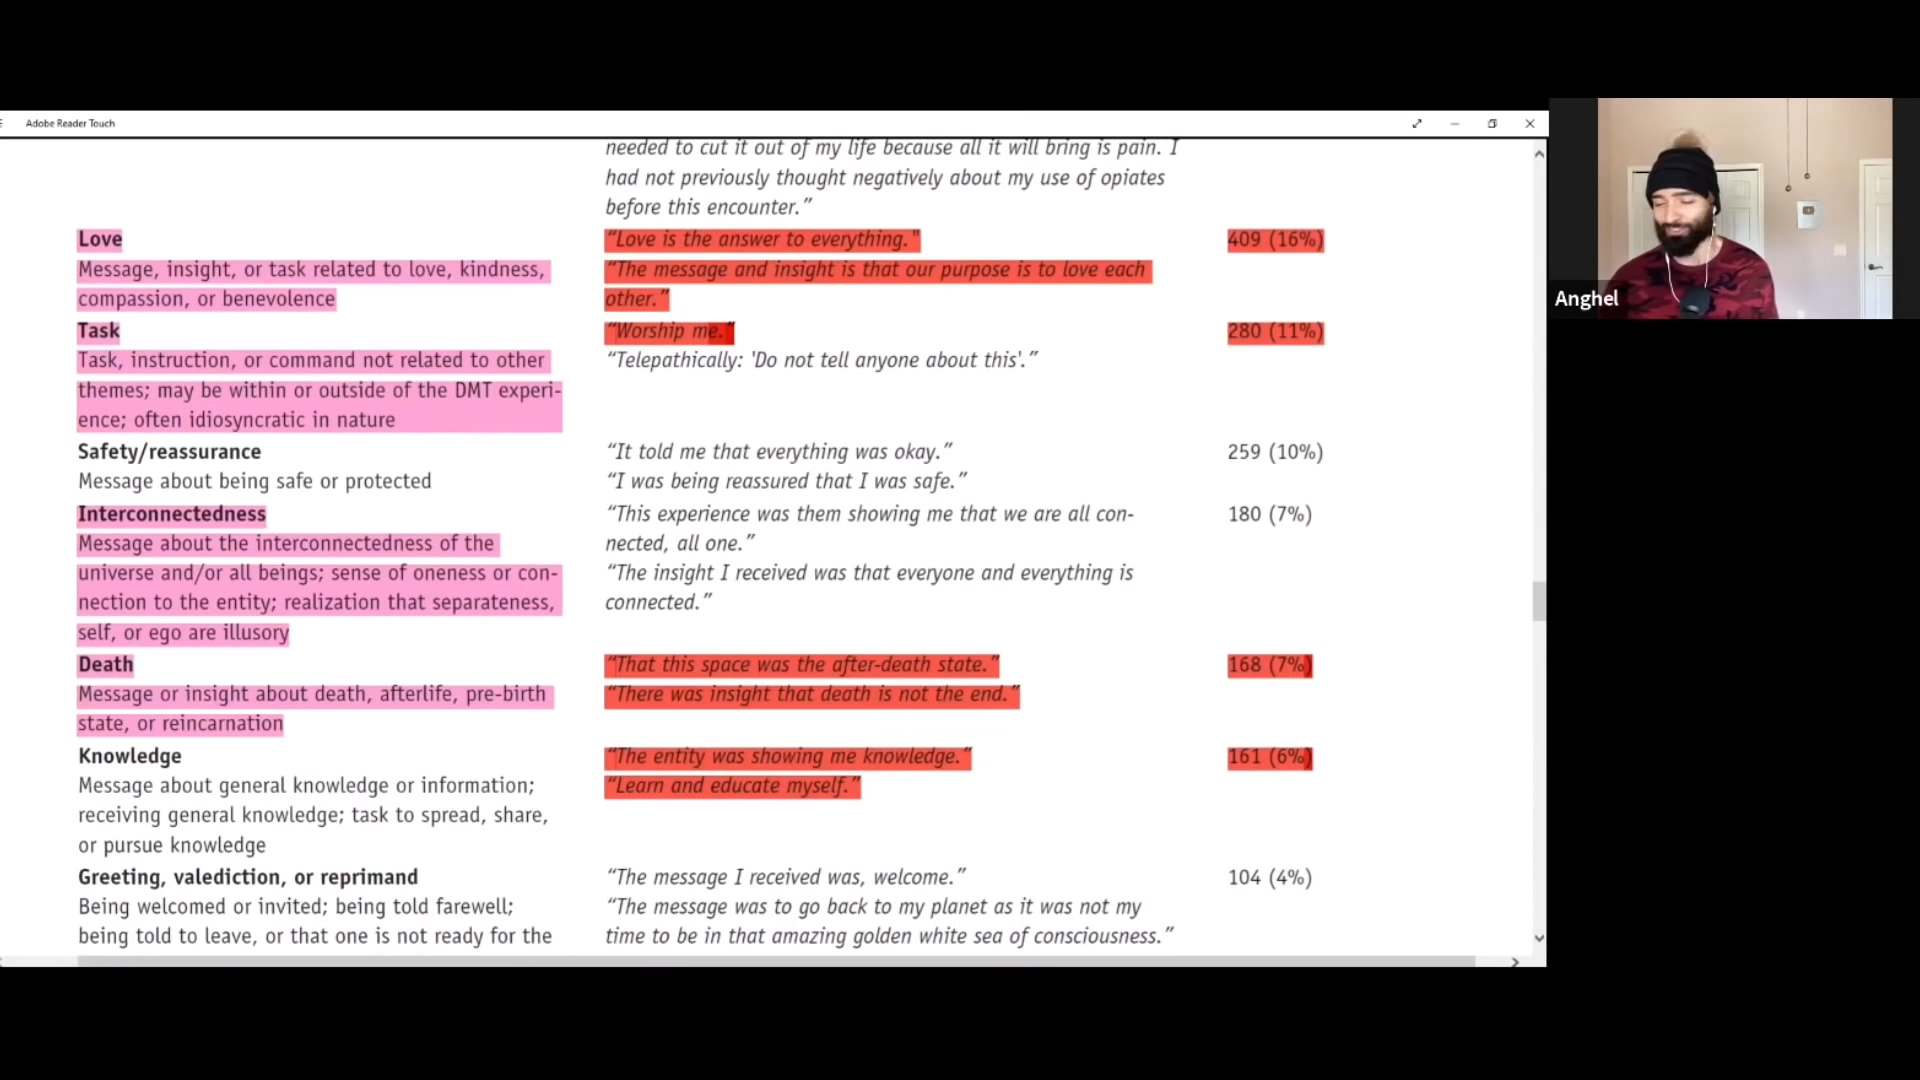 Adobe Reader Touch
needed to cut it out of my life because all it will bring is pain. I
had not previously thought negatively about my use of opiates
before this encounter.”
Love
“Love is the answer to everything."
409 (16%)
Message, insight, or task related to love, kindness,
“The message and insight is that our purpose is to love each
compassion, or benevolence
other.”
Task
“Worship me.”
280 (11%)
Task, instruction, or command not related to other
“Telepathically: 'Do not tell anyone about this'.”
themes; may be within or outside of the DMT experi-
ence; often idiosyncratic in nature
Safety/reassurance
“It told me that everything was okay.”
259 (10%)
Message about being safe or protected
“I was being reassured that I was safe.”
Interconnectedness
“This experience was them showing me that we are all con-
180 (7%)
Message about the interconnectedness of the
nected, all one.”
universe and/or all beings; sense of oneness or con-
“The insight I received was that everyone and everything is
nection to the entity; realization that separateness,
connected.”
self, or ego are illusory
Death
“That this space was the after-death state.”
168 (7%)
Message or insight about death, afterlife, pre-birth
“There was insight that death is not the end.”
state, or reincarnation
Knowledge
“The entity was showing me knowledge.”
161 (6%)
Message about general knowledge or information;
“Learn and educate myself.”
receiving general knowledge; task to spread, share,
or pursue knowledge
Greeting, valediction, or reprimand
“The message I received was, welcome.”
104 (4%)
Being welcomed or invited; being told farewell;
“The message was to go back to my planet as it was not my
being told to leave, or that one is not ready for the
time to be in that amazing golden white sea of consciousness.”
Anghel